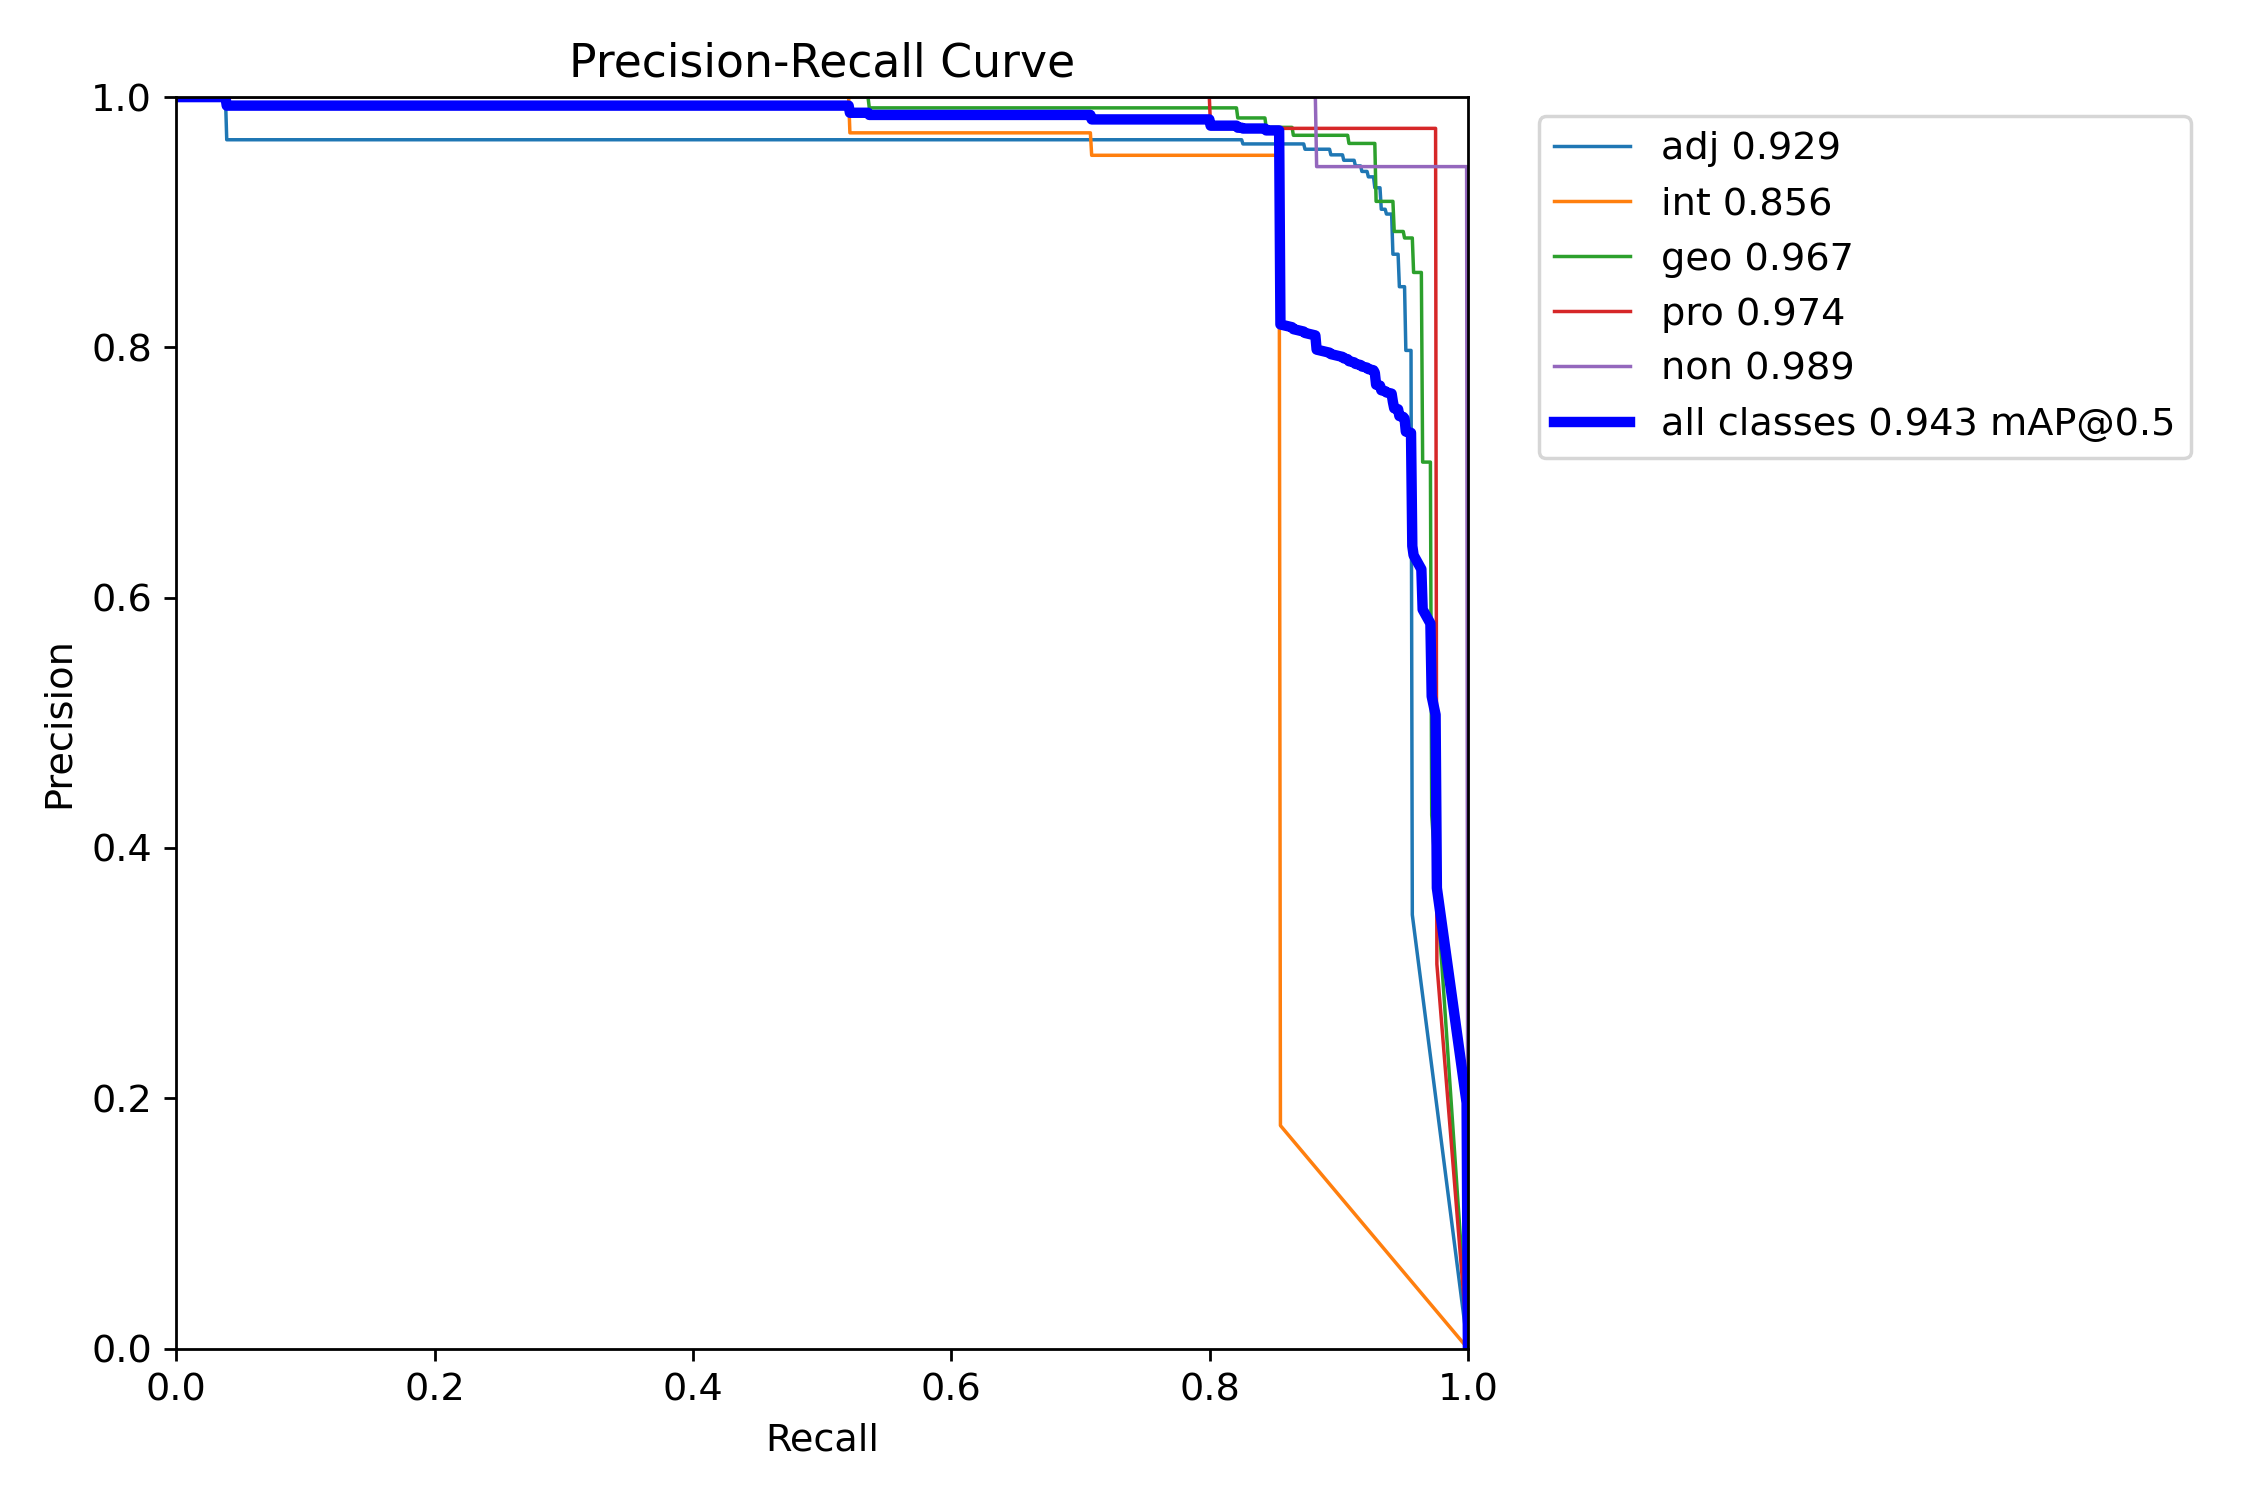 Precision-Recall Curve
1.0
0.8
0.6
0.4
0.2
0.0
Precision
0.0 0.2 0.4 0.6 0.8 1.0
Recall
adj 0.929
int 0.856
geo 0.967
pro 0.974
non 0.989
all classes 0.943 mAP@0.5